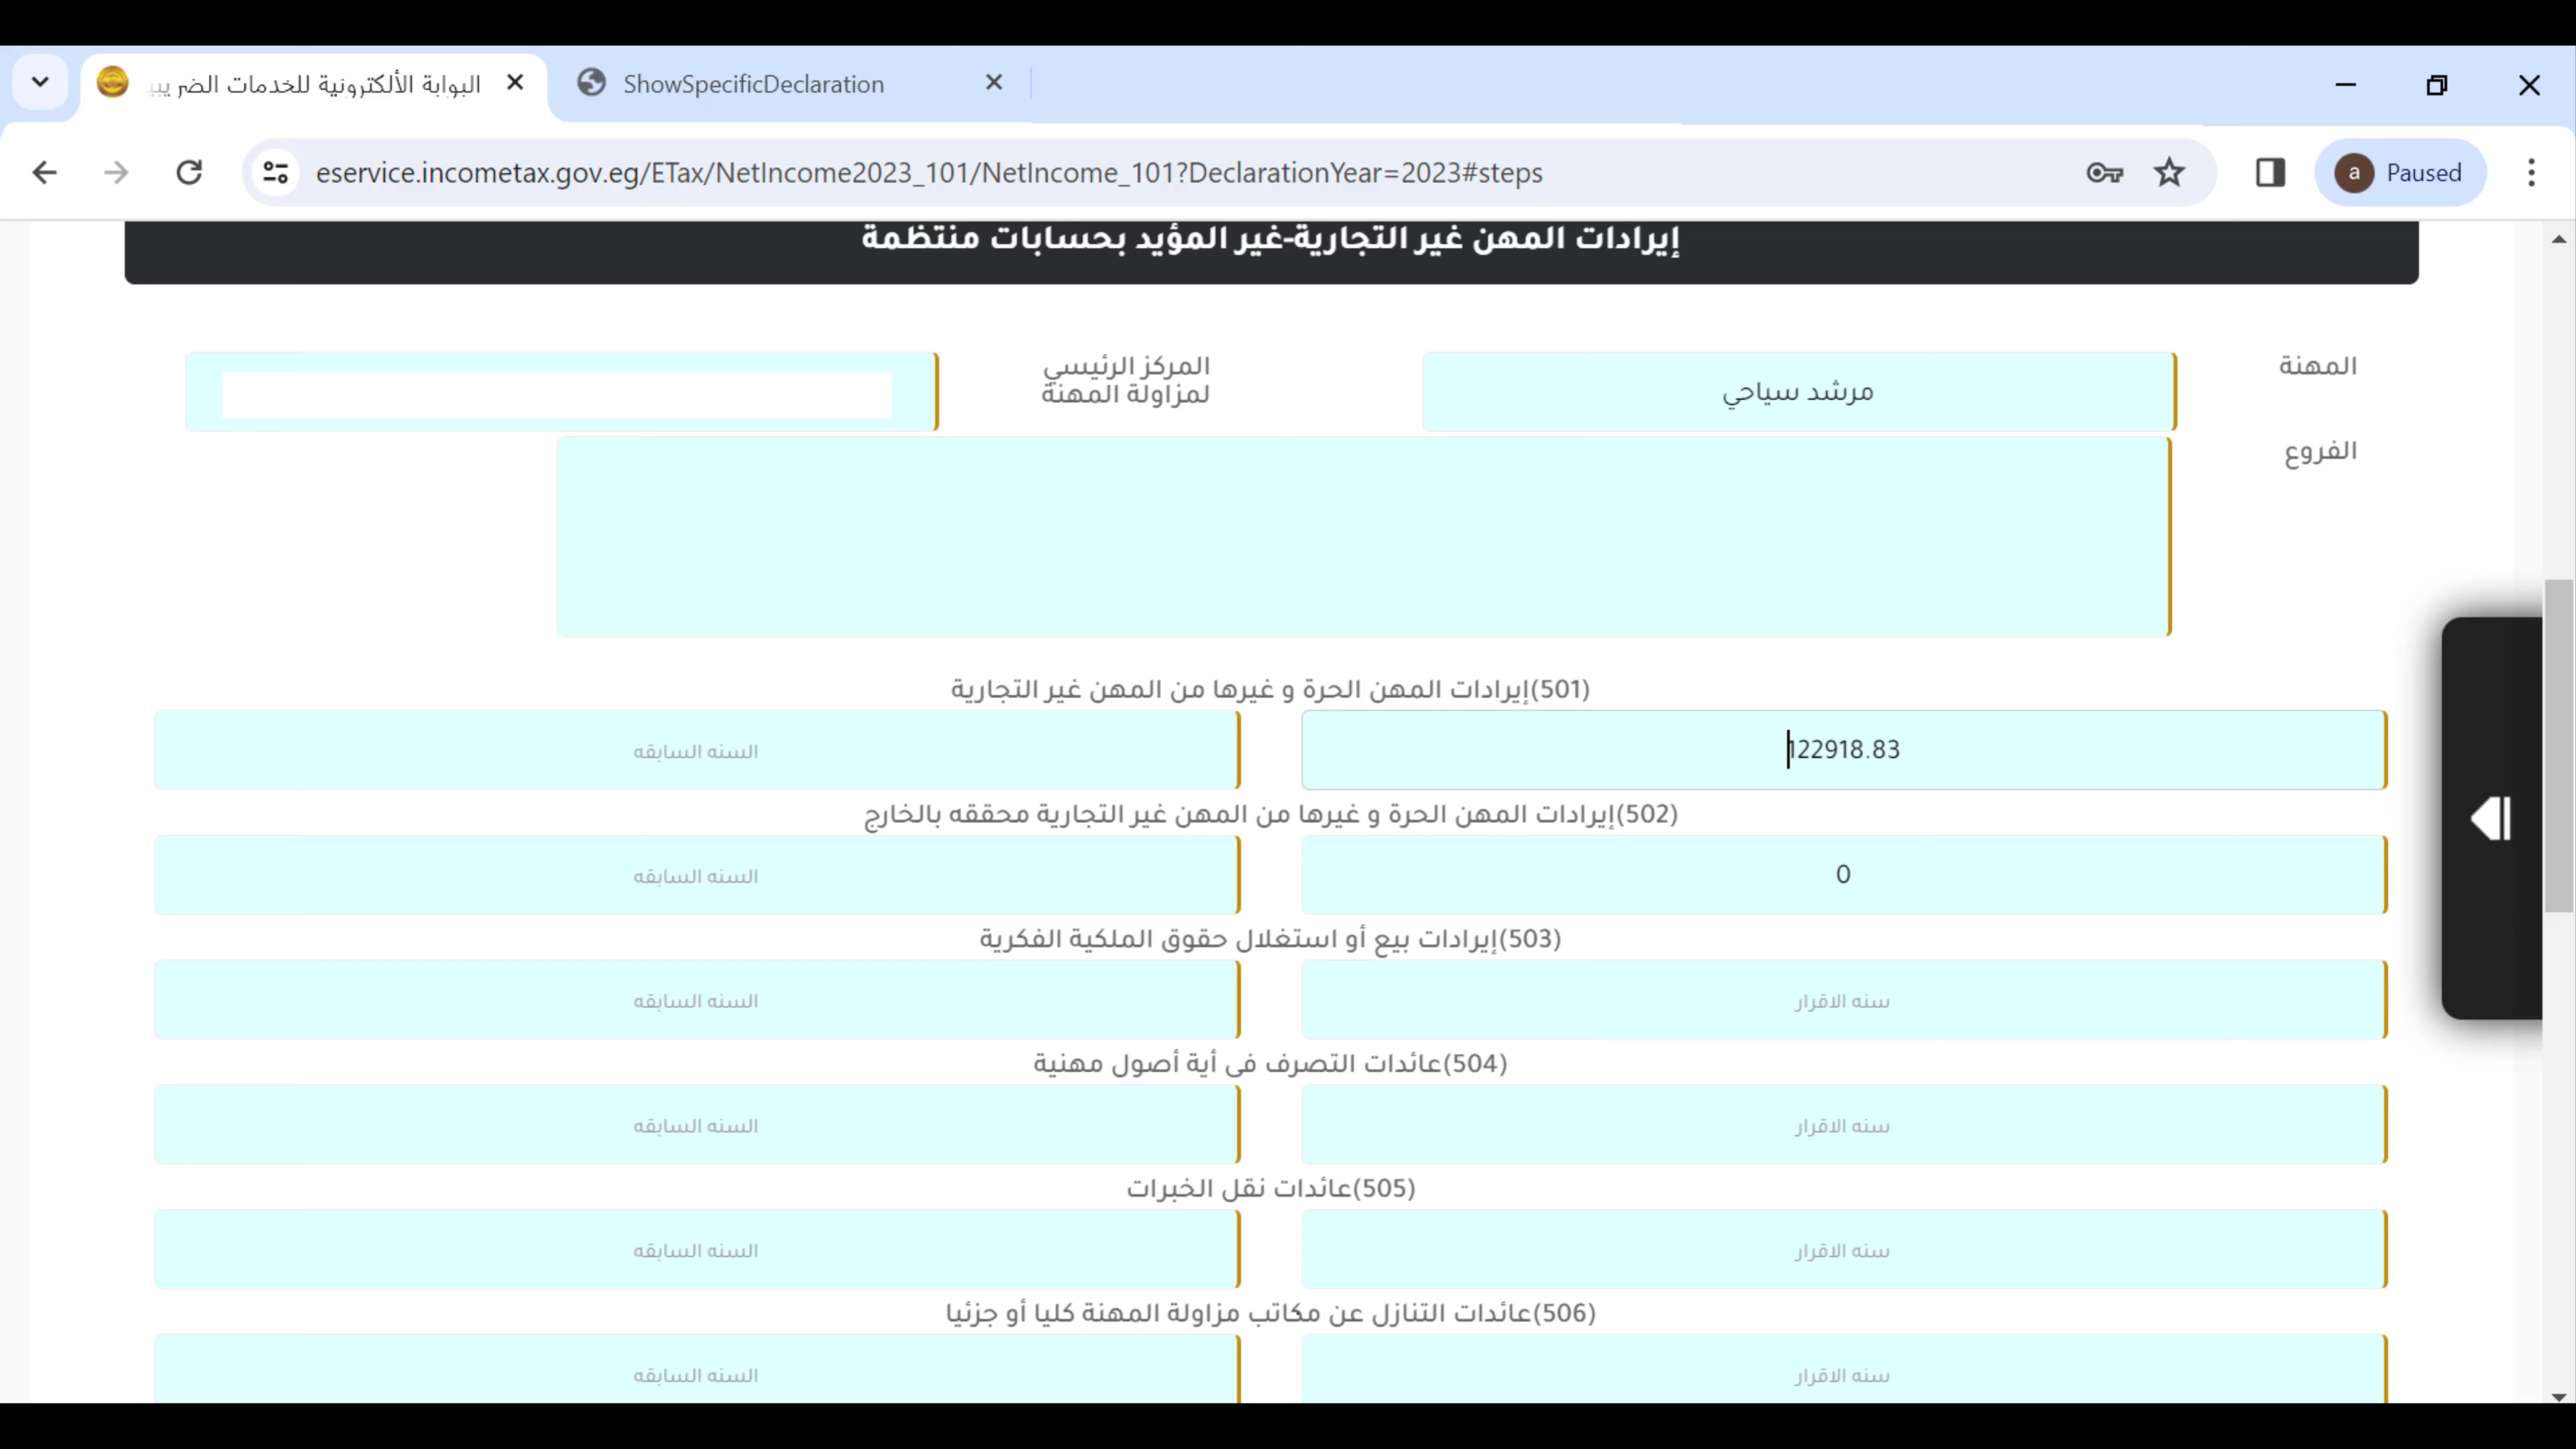 البوابة الألكترونية للخدمات الضريبي
ShowSpecificDeclaration
eservice.incometax.gov.eg/ETax/NetIncome2023_101/NetIncome_101?DeclarationYear=2023#steps
a Paused
إيرادات المهن غير التجارية-غير المؤيد بحسابات منتظمة
المهنة
مرشد سياحي
المركز الرئيسي
لمزاولة المهنة
الفروع
(501)إيرادات المهن الحرة و غيرها من المهن غير التجارية
122918.83
السنه السابقه
(502)إيرادات المهن الحرة و غيرها من المهن غير التجارية محققه بالخارج
0
السنه السابقه
(503)إيرادات بيع أو استغلال حقوق الملكية الفكرية
سنه الاقرار
السنه السابقه
(504)عائدات التصرف فى أية أصول مهنية
سنه الاقرار
السنه السابقه
(505)عائدات نقل الخبرات
سنه الاقرار
السنه السابقه
(506)عائدات التنازل عن مكاتب مزاولة المهنة كليا أو جزئيا
سنه الاقرار
السنه السابقه